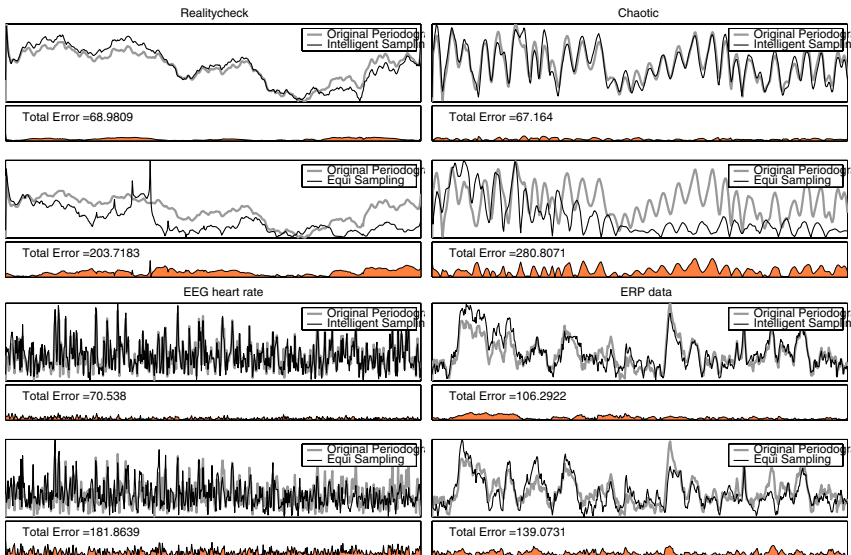 Realitycheck
Original Periodogr
Intelligent Samplin
Total Error =68.9809
Original Periodogr
Equi Sampling
Total Error =203.7183
Chaotic
Original Periodogr
Intelligent Samplin
Total Error =67.164
Original Periodogr
Equi Sampling
Total Error =280.8071
EEG heart rate
Original Periodogr
Intelligent Samplin
Total Error =70.538
Original Periodogr
Equi Sampling
Total Error =181.8639
ERP data
Original Periodogr
Intelligent Samplin
Total Error =106.2922
Original Periodogr
Equi Sampling
Total Error =139.0731